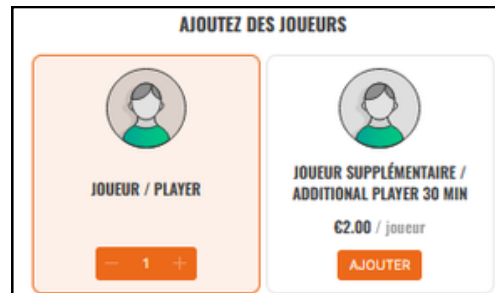 AJOUTEZ DES JOUEURS
JOUEUR / PLAYER
− 1 +
JOUEUR SUPPLÉMENTAIRE /
ADDITIONAL PLAYER 30 MIN
€2.00 / joueur
AJOUTER